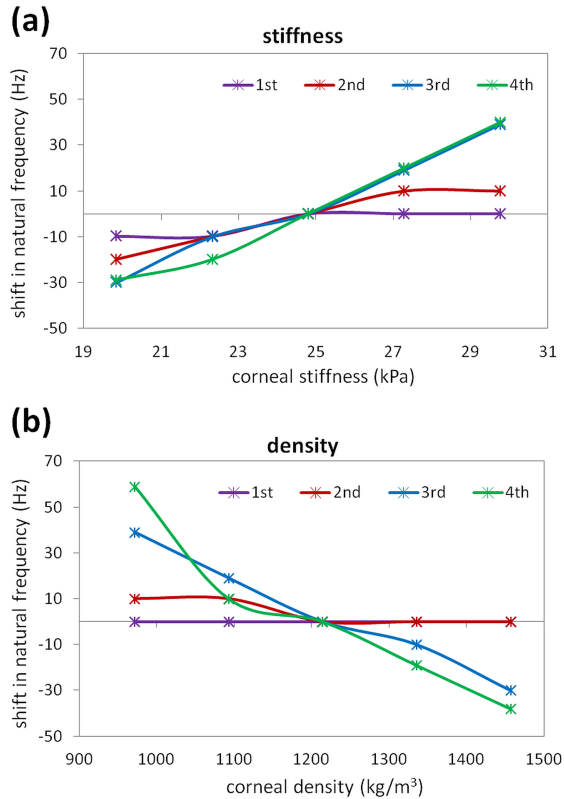 (a)
stiffness
1st 2nd 3rd 4th
70
50
30
10
-10
-30
-50
shift in natural frequency (Hz)
19 21 23 25 27 29 31
corneal stiffness (kPa)
(b)
density
1st 2nd 3rd 4th
70
50
30
10
-10
-30
-50
shift in natural frequency (Hz)
900 1000 1100 1200 1300 1400 1500
corneal density (kg/m³)